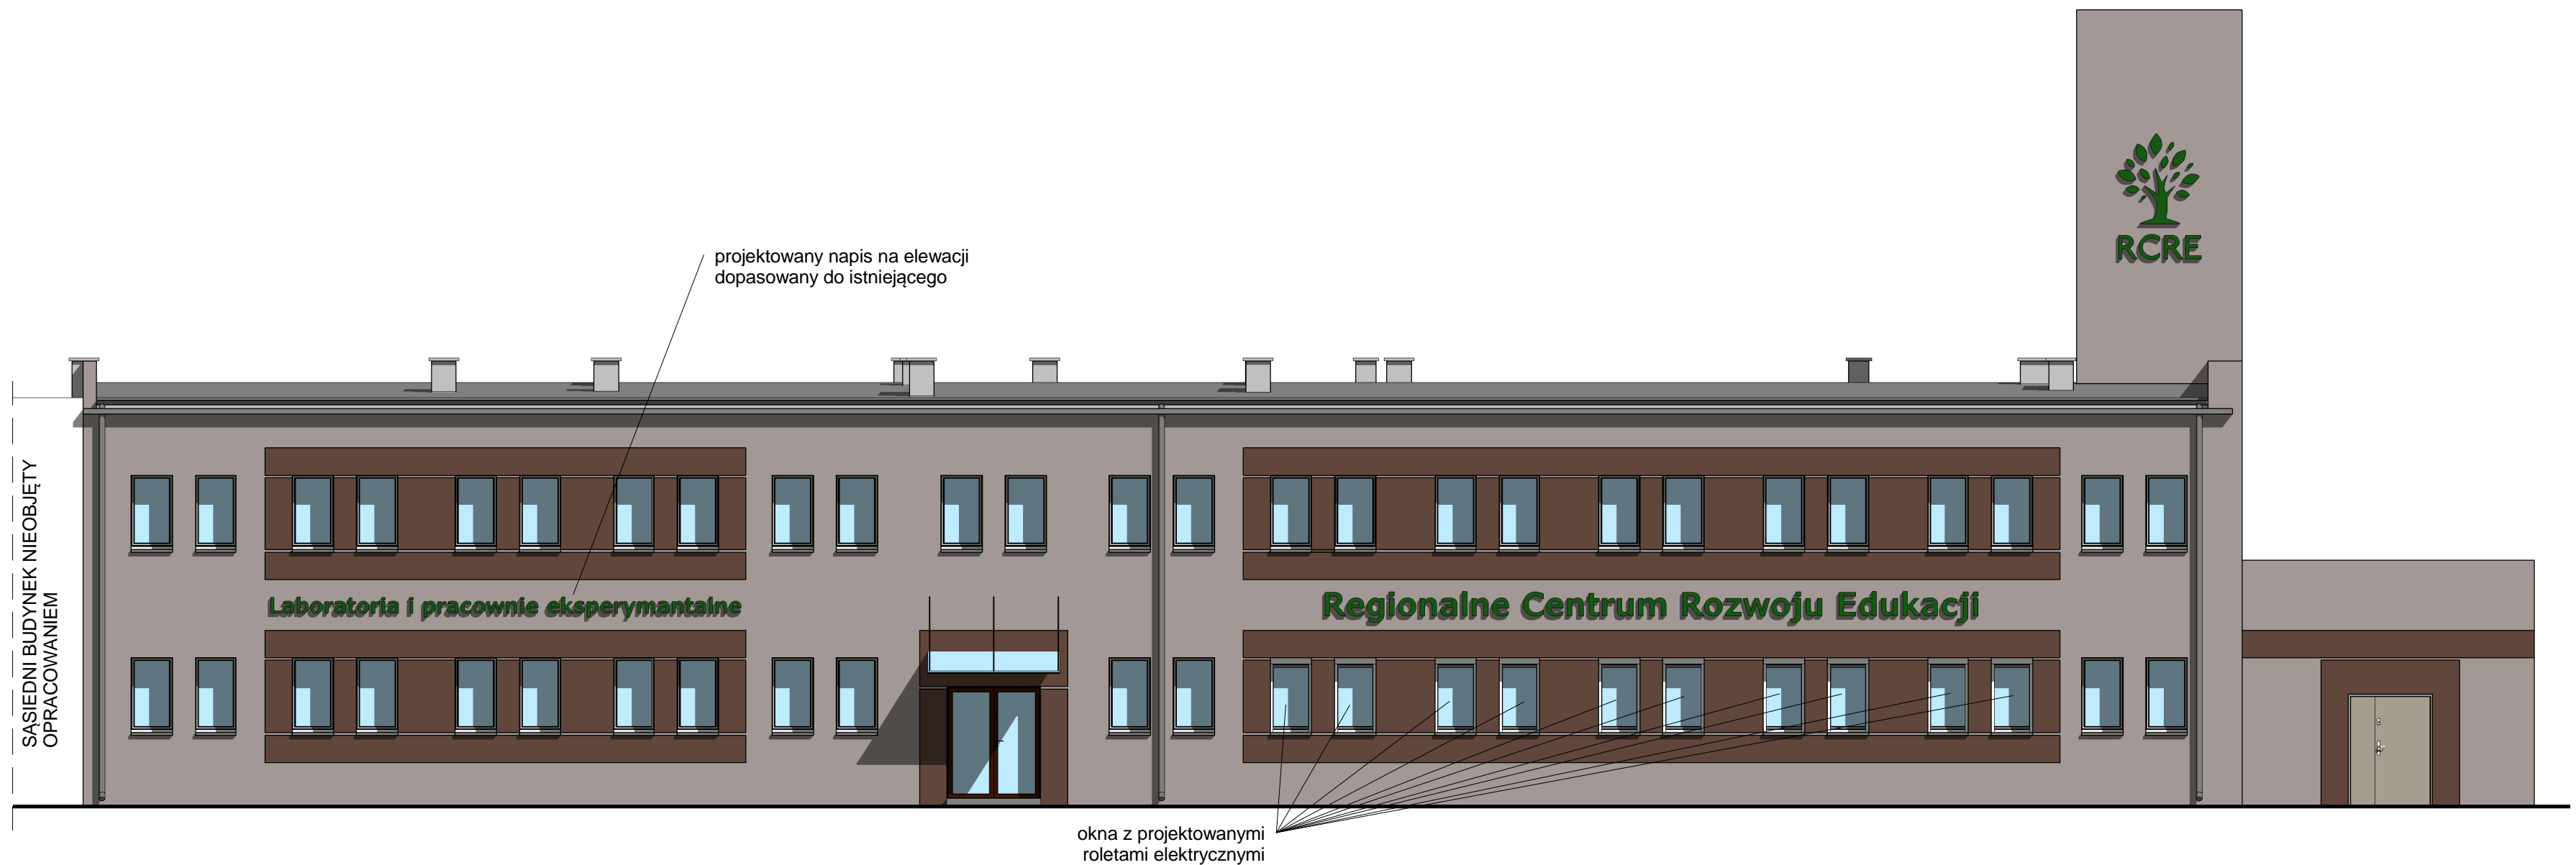 RCRE
projektowany napis na elewacji
dopasowany do istniejącego
SĄSIEDNI BUDYNEK NIEOBJĘTY
OPRACOWANIEM
Laboratoria i pracownie eksperymantalne
Regionalne Centrum Rozwoju Edukacji
okna z projektowanymi
roletami elektrycznymi